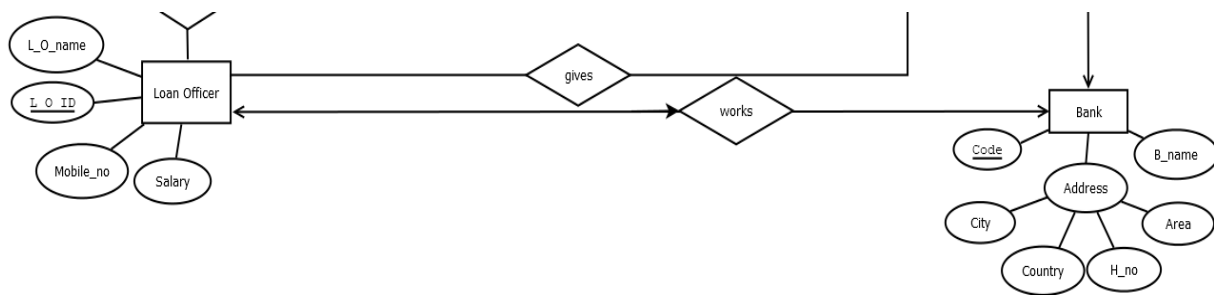 L_O_name
gives
Loan Officer
L_O_ID
works
Bank
Code
B_name
Mobile_no
Salary
Address
City
Area
Country
H_no